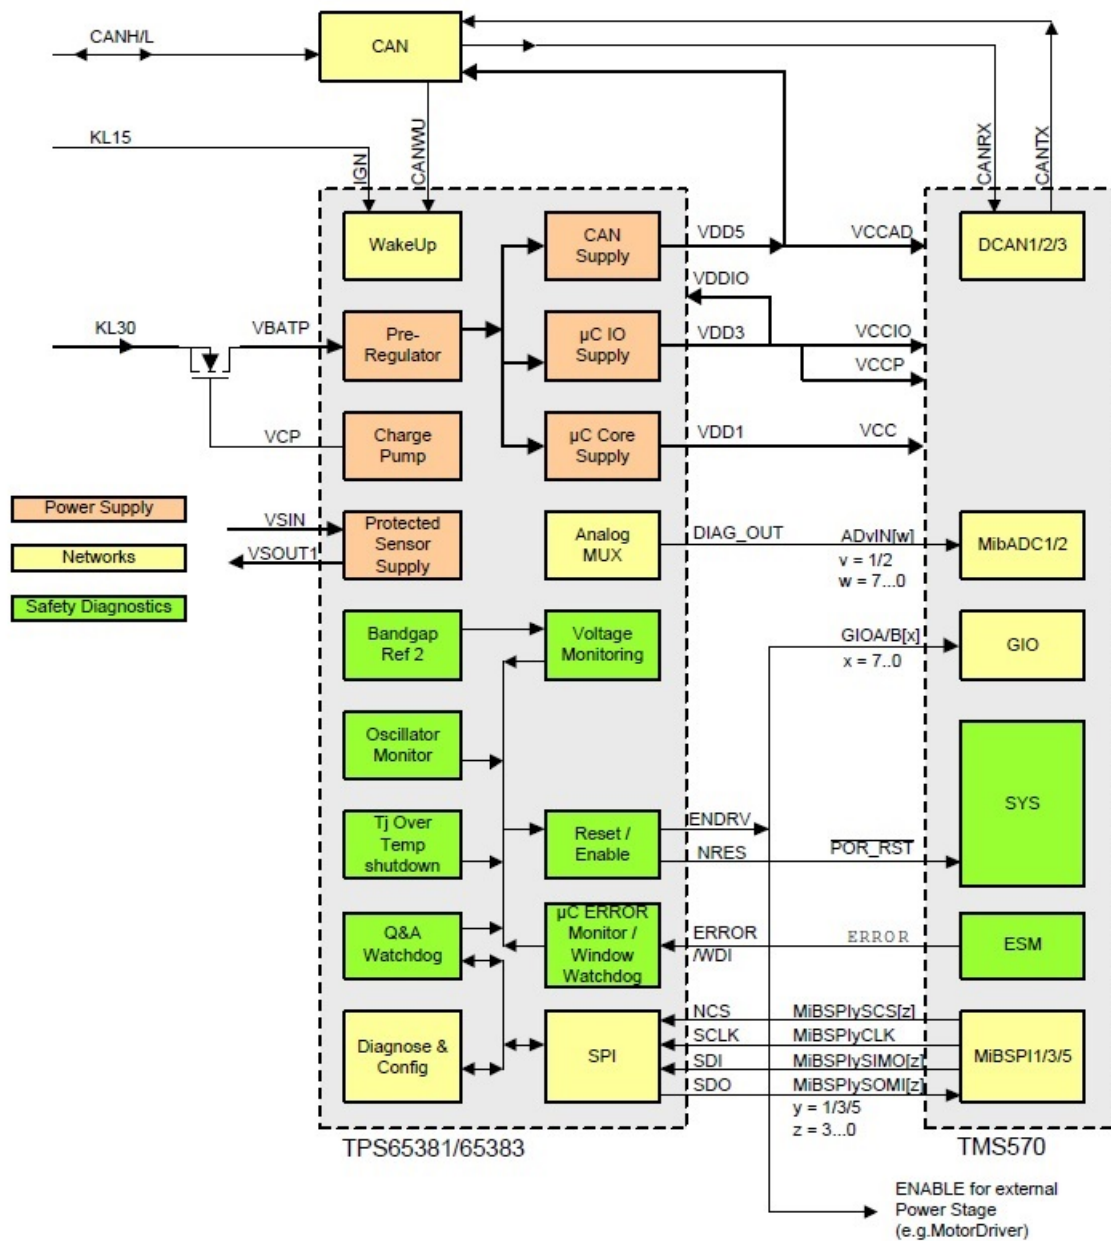 CANH/L
CAN
KL15
IGN
CANWU
CANRX
CANTX
WakeUp
CAN
Supply
VDD5
VCCAD
DCAN1/2/3
VDDIO
KL30
VBATP
Pre-
Regulator
µC IO
Supply
VDD3
VCCIO
VCCP
VCP
Charge
Pump
µC Core
Supply
VDD1
VCC
Power Supply
Networks
Safety Diagnostics
VSIN
VSOUT1
Protected
Sensor
Supply
Analog
MUX
DIAG_OUT
ADvIN[w]
v = 1/2
w = 7...0
MibADC1/2
Bandgap
Ref 2
Voltage
Monitoring
GIOA/B[x]
x = 7..0
GIO
Oscillator
Monitor
SYS
Tj Over
Temp
shutdown
Reset /
Enable
ENDRV
NRES
POR_RST
Q&A
Watchdog
µC ERROR
Monitor /
Window
Watchdog
ERROR
/WDI
ERROR
ESM
Diagnose &
Config
SPI
NCS
SCLK
SDI
SDO
MiBSPIySCS[z]
MiBSPIyCLK
MiBSPIySIMO[z]
MiBSPIySOMI[z]
y = 1/3/5
z = 3...0
MiBSPI1/3/5
TPS65381/65383
TMS570
ENABLE for external
Power Stage
(e.g.MotorDriver)